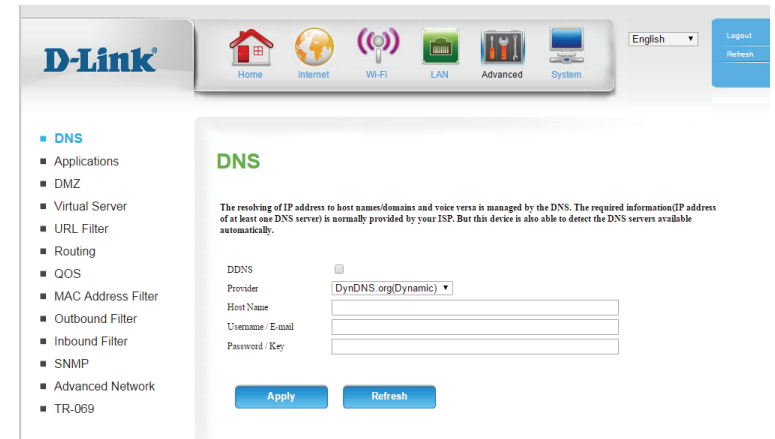 D-Link
Home
Internet
Wi-Fi
LAN
Advanced
System
English
Logout
Refresh
DNS
Applications
DMZ
Virtual Server
URL Filter
Routing
QOS
MAC Address Filter
Outbound Filter
Inbound Filter
SNMP
Advanced Network
TR-069
DNS
The resolving of IP address to host names/domains and voice versa is managed by the DNS. The required information(IP address
of at least one DNS server) is normally provided by your ISP. But this device is also able to detect the DNS servers available
automatically.
DDNS
Provider DynDNS.org(Dynamic)
Host Name
Username / E-mail
Password / Key
Apply Refresh